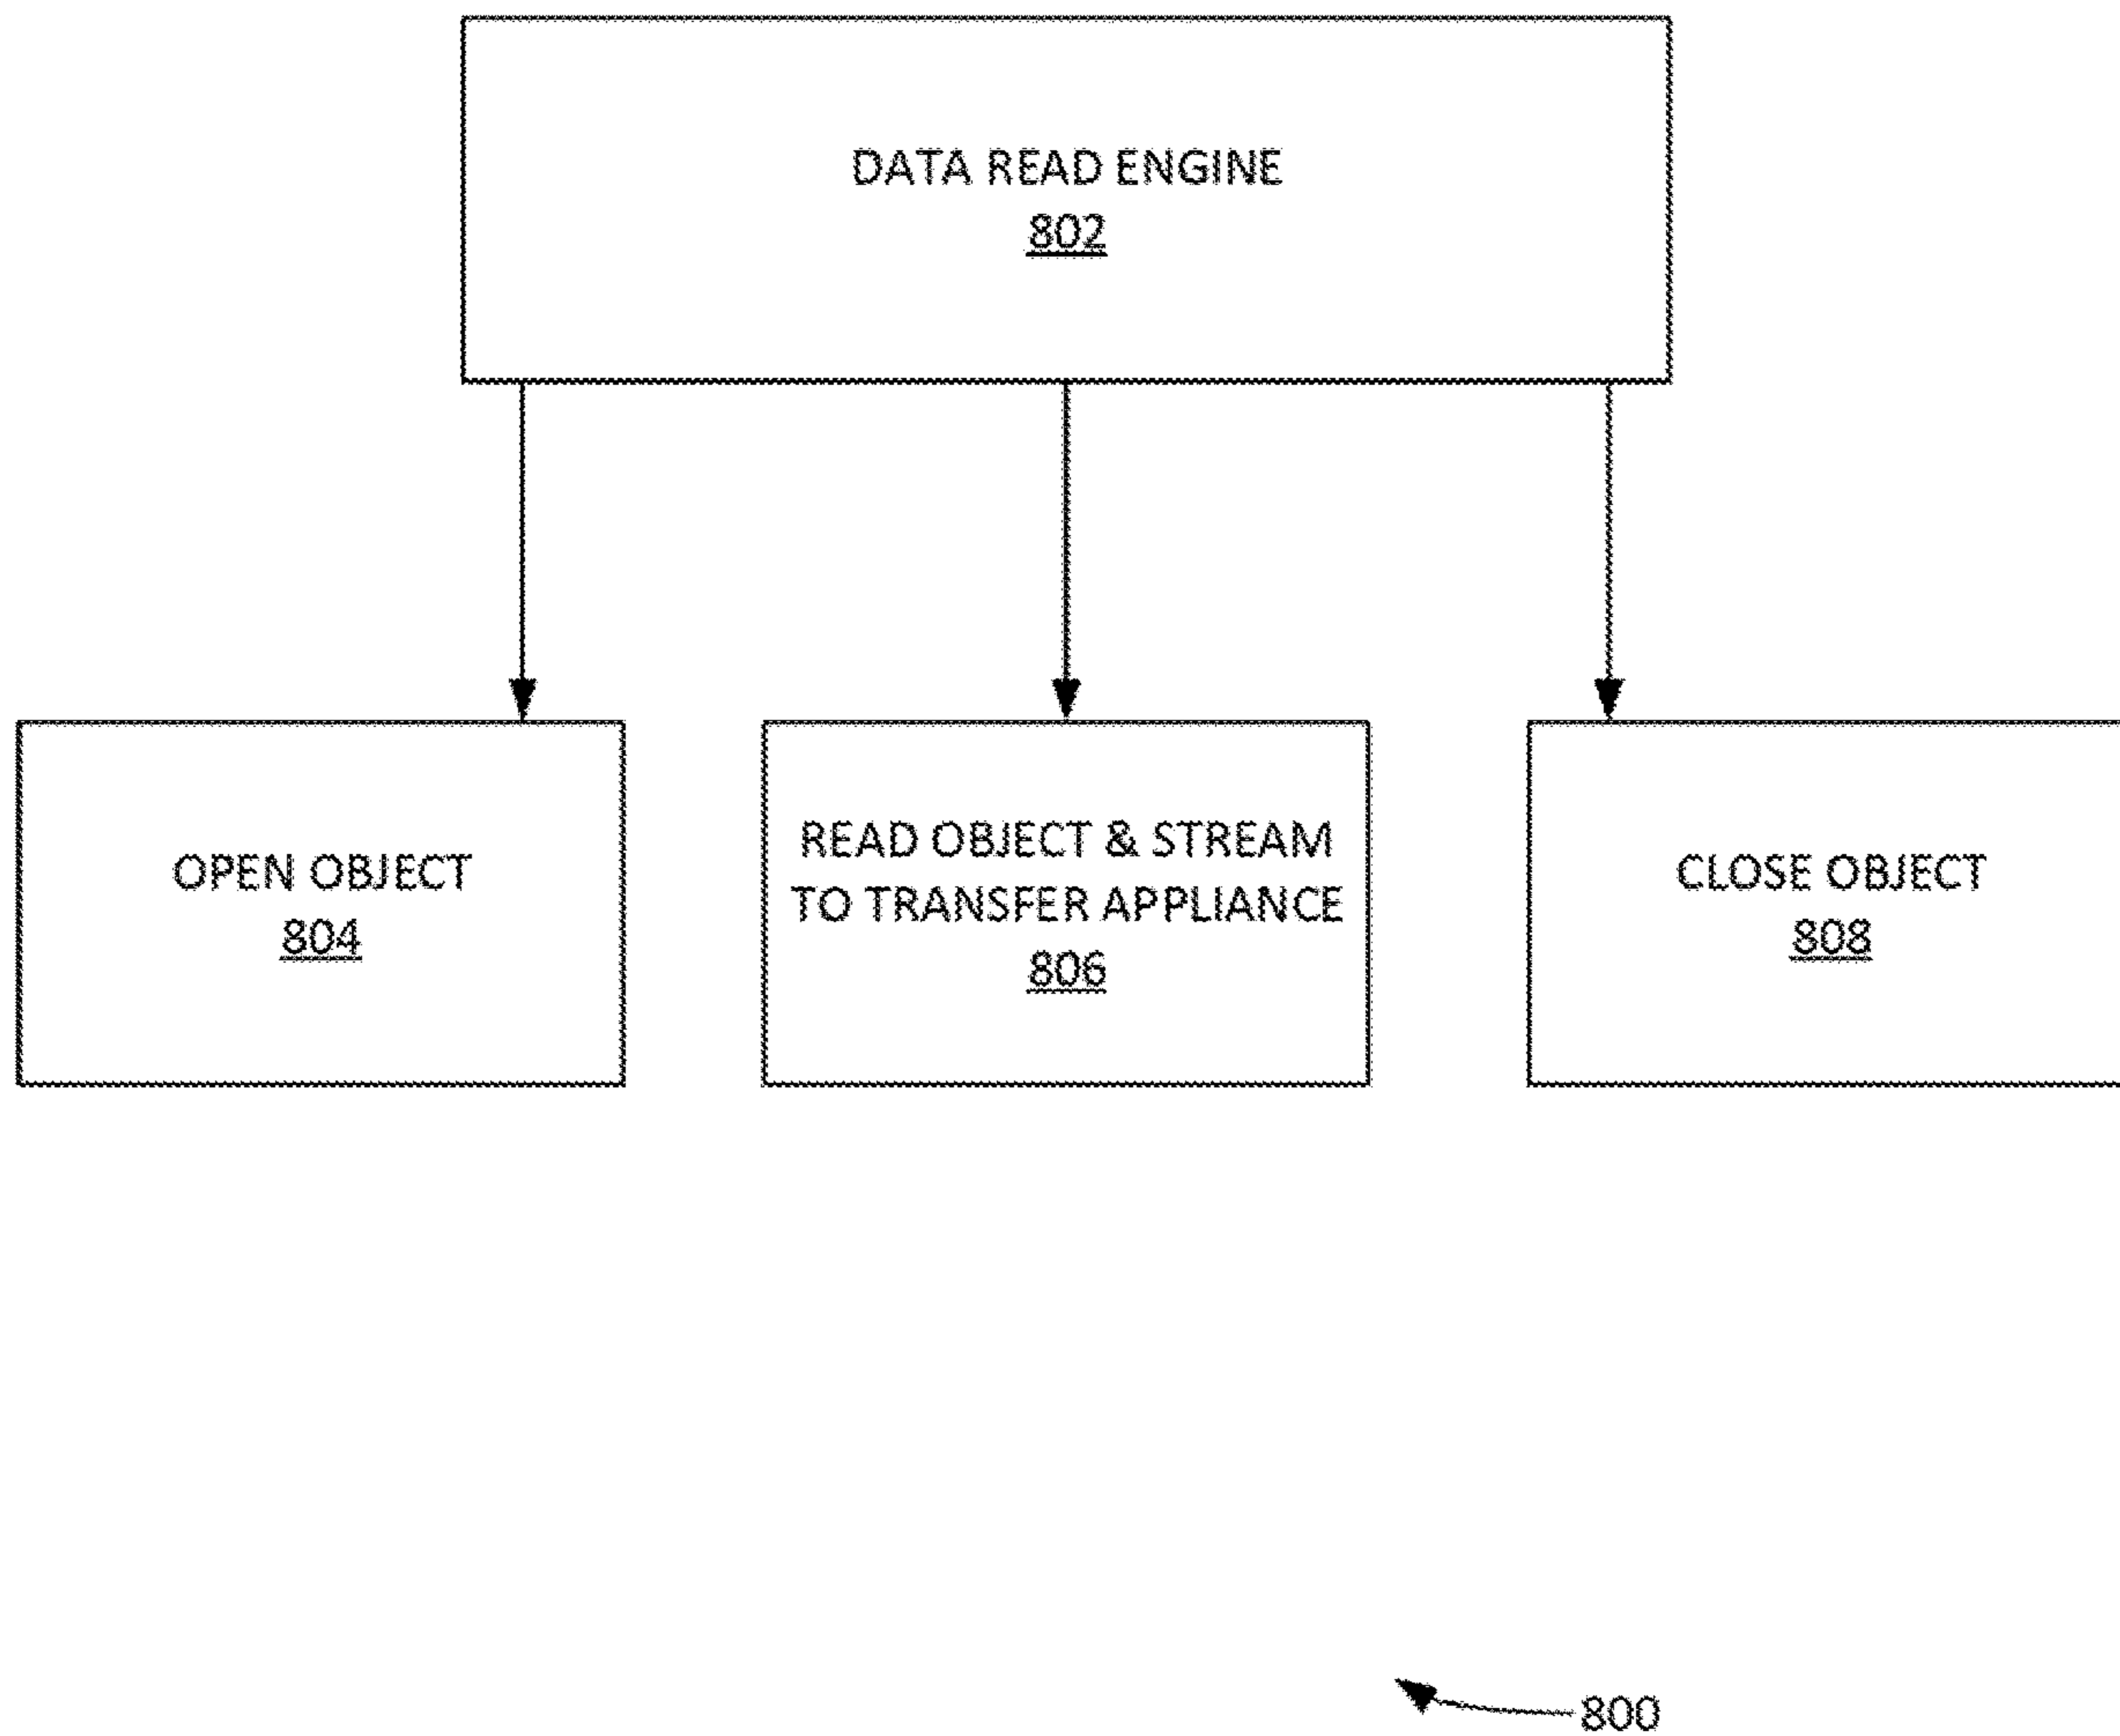 DATA READ ENGINE
802
OPEN OBJECT
804
READ OBJECT & STREAM
TO TRANSFER APPLIANCE
806
CLOSE OBJECT
808
800